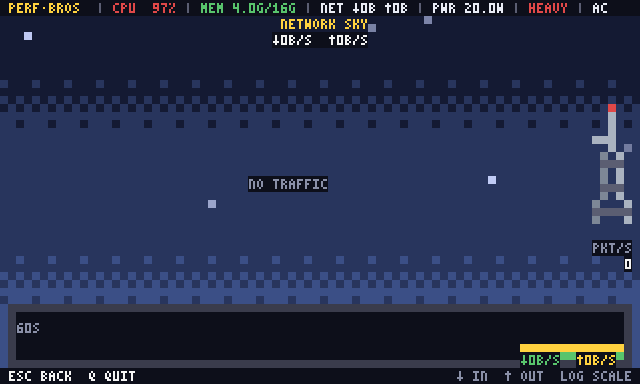 PERF·BROS | CPU 97% | MEM 4.0G/16G | NET ↓0B ↑0B | PWR 20.0W | HEAVY | AC
NETWORK SKY
↓0B/S ↑0B/S
NO TRAFFIC
PKT/S
0
60S
↓0B/S ↑0B/S
ESC BACK Q QUIT ↓ IN ↑ OUT LOG SCALE